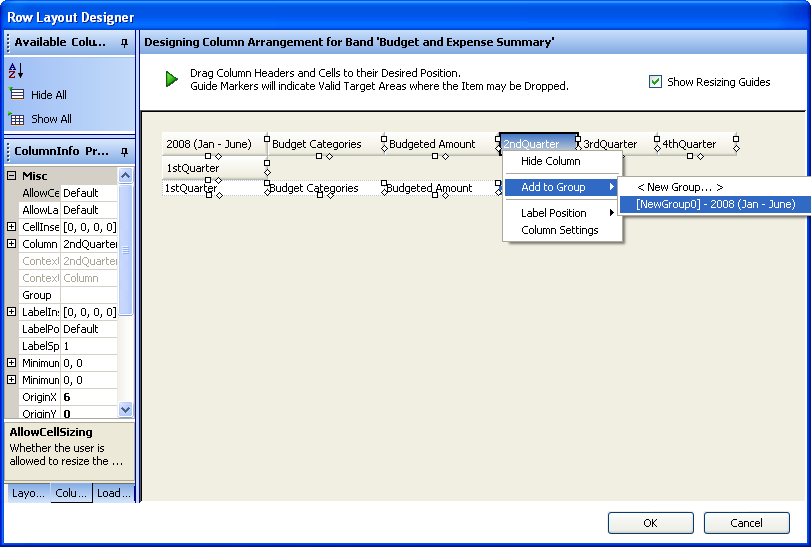 Row Layout Designer
Available Colu...
Hide All
Show All
ColumnInfo Pr...
Misc
AllowCe Default
AllowLa Default
CellInse [0, 0, 0, 0]
Column 2ndQuarter
Context 2ndQuarter
Context Column
Group
LabelIns [0, 0, 0, 0]
LabelPo Default
LabelSp 1
Minimun 0, 0
Minimun 0, 0
OriginX 6
OriginY 0
AllowCellSizing
Whether the user is
allowed to resize the ...
Layo... Colu... Load...
Designing Column Arrangement for Band 'Budget and Expense Summary'
Drag Column Headers and Cells to their Desired Position.
Guide Markers will indicate Valid Target Areas where the Item may be Dropped.
Show Resizing Guides
2008 (Jan - June) Budget Categories Budgeted Amount 2ndQuarter 3rdQuarter 4thQuarter
1stQuarter
1stQuarter Budget Categories Budgeted Amount
Hide Column
Add to Group
Label Position
Column Settings
< New Group... >
[NewGroup0] - 2008 (Jan - June)
OK Cancel